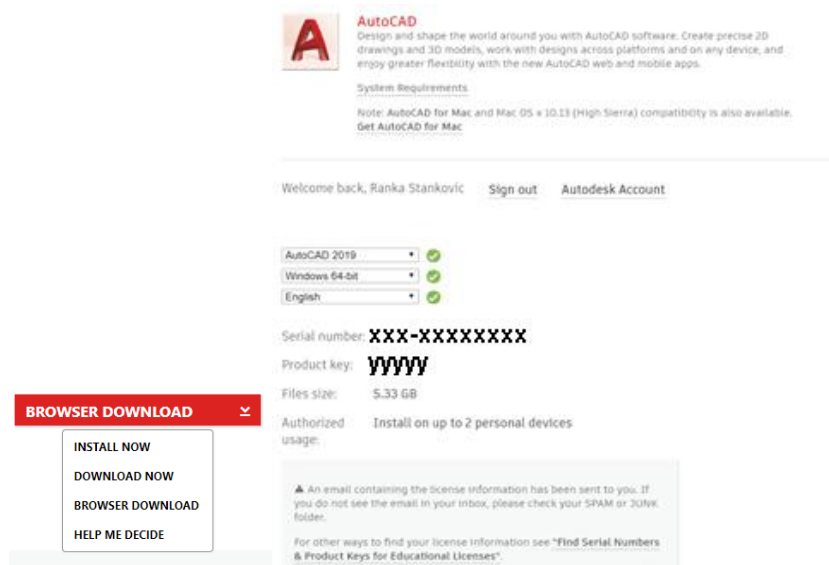 AutoCAD
Design and shape the world around you with AutoCAD software. Create precise 2D
drawings and 3D models, work with designs across platforms and on any device, and
enjoy greater flexibility with the new AutoCAD web and mobile apps.
System Requirements
Note: AutoCAD for Mac and Mac OS x 10.13 (High Sierra) compatibility is also available.
Get AutoCAD for Mac
Welcome back, Ranka Stankovic Sign out Autodesk Account
AutoCAD 2019
Windows 64-bit
English
Serial number: XXX-XXXXXXXX
Product key: yyyyy
Files size: 5.33 GB
Authorized Install on up to 2 personal devices
usage:
BROWSER DOWNLOAD
INSTALL NOW
DOWNLOAD NOW
BROWSER DOWNLOAD
HELP ME DECIDE
An email containing the license information has been sent to you. If
you do not see the email in your inbox, please check your SPAM or JUNK
folder.
For other ways to find your license information see "Find Serial Numbers
& Product Keys for Educational Licenses".